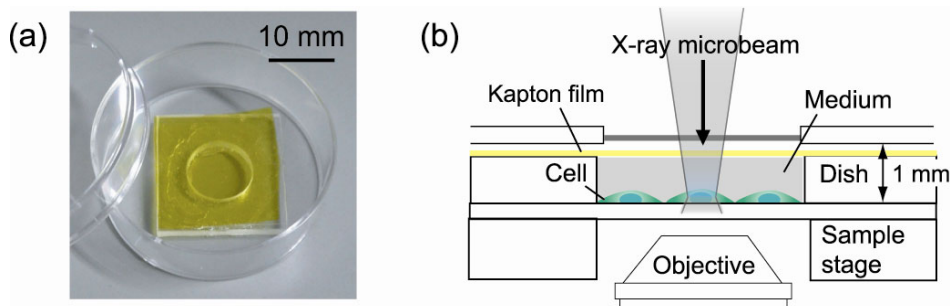 (a)
10 mm
(b)
X-ray microbeam
Kapton film
Medium
Cell
Dish
1 mm
Sample
stage
Objective